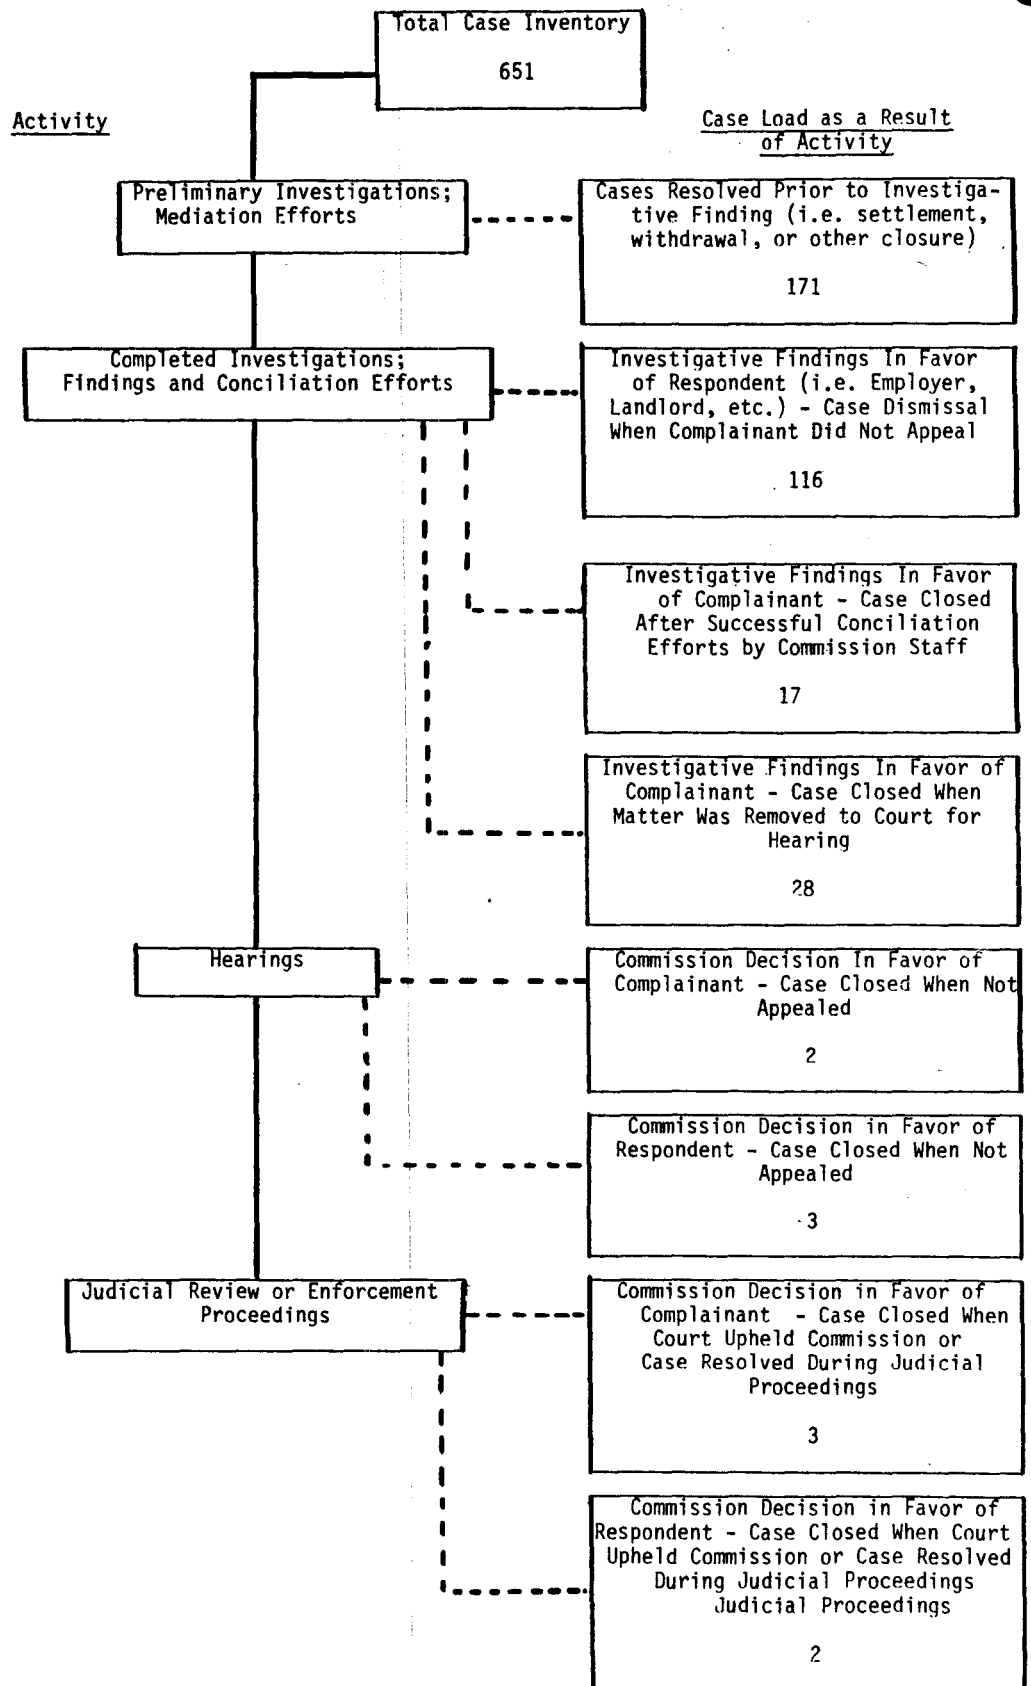 Total Case Inventory
651
Activity
Case Load as a Result
of Activity
Preliminary Investigations;
Mediation Efforts
Cases Resolved Prior to Investiga-
tive Finding (i.e. settlement,
withdrawal, or other closure)
171
Completed Investigations;
Findings and Conciliation Efforts
Investigative Findings In Favor
of Respondent (i.e. Employer,
Landlord, etc.) - Case Dismissal
When Complainant Did Not Appeal
116
Investigative Findings In Favor
of Complainant - Case Closed
After Successful Conciliation
Efforts by Commission Staff
17
Investigative Findings In Favor of
Complainant - Case Closed When
Matter Was Removed to Court for
Hearing
28
Hearings
Commission Decision In Favor of
Complainant - Case Closed When Not
Appealed
2
Commission Decision in Favor of
Respondent - Case Closed When Not
Appealed
3
Judicial Review or Enforcement
Proceedings
Commission Decision in Favor of
Complainant - Case Closed When
Court Upheld Commission or
Case Resolved During Judicial
Proceedings
3
Commission Decision in Favor of
Respondent - Case Closed When Court
Upheld Commission or Case Resolved
During Judicial Proceedings
Judicial Proceedings
2